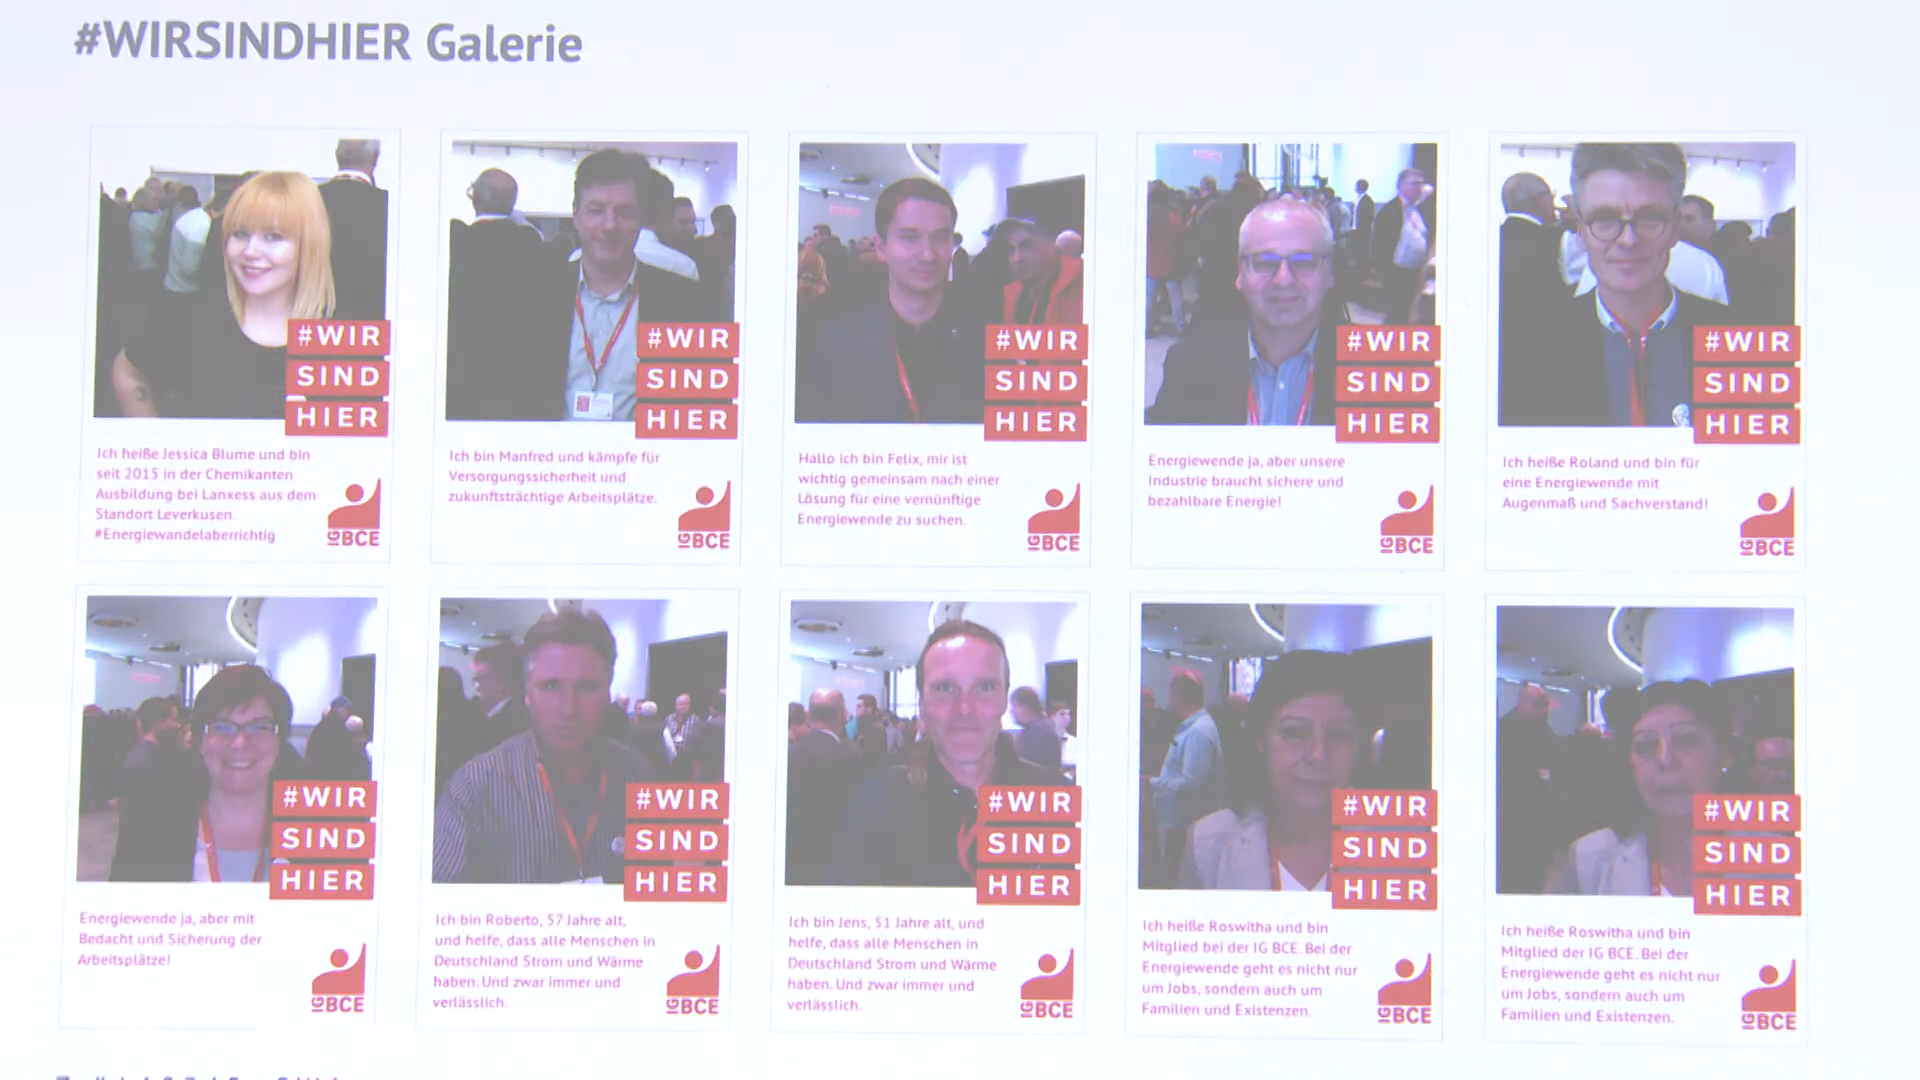 #WIRSINDHIER Galerie
#WIR
SIND
HIER
Ich heiße Jessica Blume und bin
seit 2015 in der Chemikanten
Ausbildung bei Lanxess aus dem
Standort Leverkusen.
#Energiewandelaberrichtig
IGBCE
#WIR
SIND
HIER
Ich bin Manfred und kämpfe für
Versorgungssicherheit und
zukunftsträchtige Arbeitsplätze.
IGBCE
#WIR
SIND
HIER
Hallo ich bin Felix, mir ist
wichtig gemeinsam nach einer
Lösung für eine vernünftige
Energiewende zu suchen.
IGBCE
#WIR
SIND
HIER
Energiewende ja, aber unsere
Industrie braucht sichere und
bezahlbare Energie!
IGBCE
#WIR
SIND
HIER
Ich heiße Roland und bin für
eine Energiewende mit
Augenmaß und Sachverstand!
IGBCE
#WIR
SIND
HIER
Energiewende ja, aber mit
Bedacht und Sicherung der
Arbeitsplätze!
IGBCE
#WIR
SIND
HIER
Ich bin Roberto, 57 Jahre alt,
und helfe, dass alle Menschen in
Deutschland Strom und Wärme
haben. Und zwar immer und
verlässlich.
IGBCE
#WIR
SIND
HIER
Ich bin Jens, 51 Jahre alt, und
helfe, dass alle Menschen in
Deutschland Strom und Wärme
haben. Und zwar immer und
verlässlich.
IGBCE
#WIR
SIND
HIER
Ich heiße Roswitha und bin
Mitglied bei der IG BCE. Bei der
Energiewende geht es nicht nur
um Jobs, sondern auch um
Familien und Existenzen.
IGBCE
#WIR
SIND
HIER
Ich heiße Roswitha und bin
Mitglied der IG BCE. Bei der
Energiewende geht es nicht nur
um Jobs, sondern auch um
Familien und Existenzen.
IGBCE